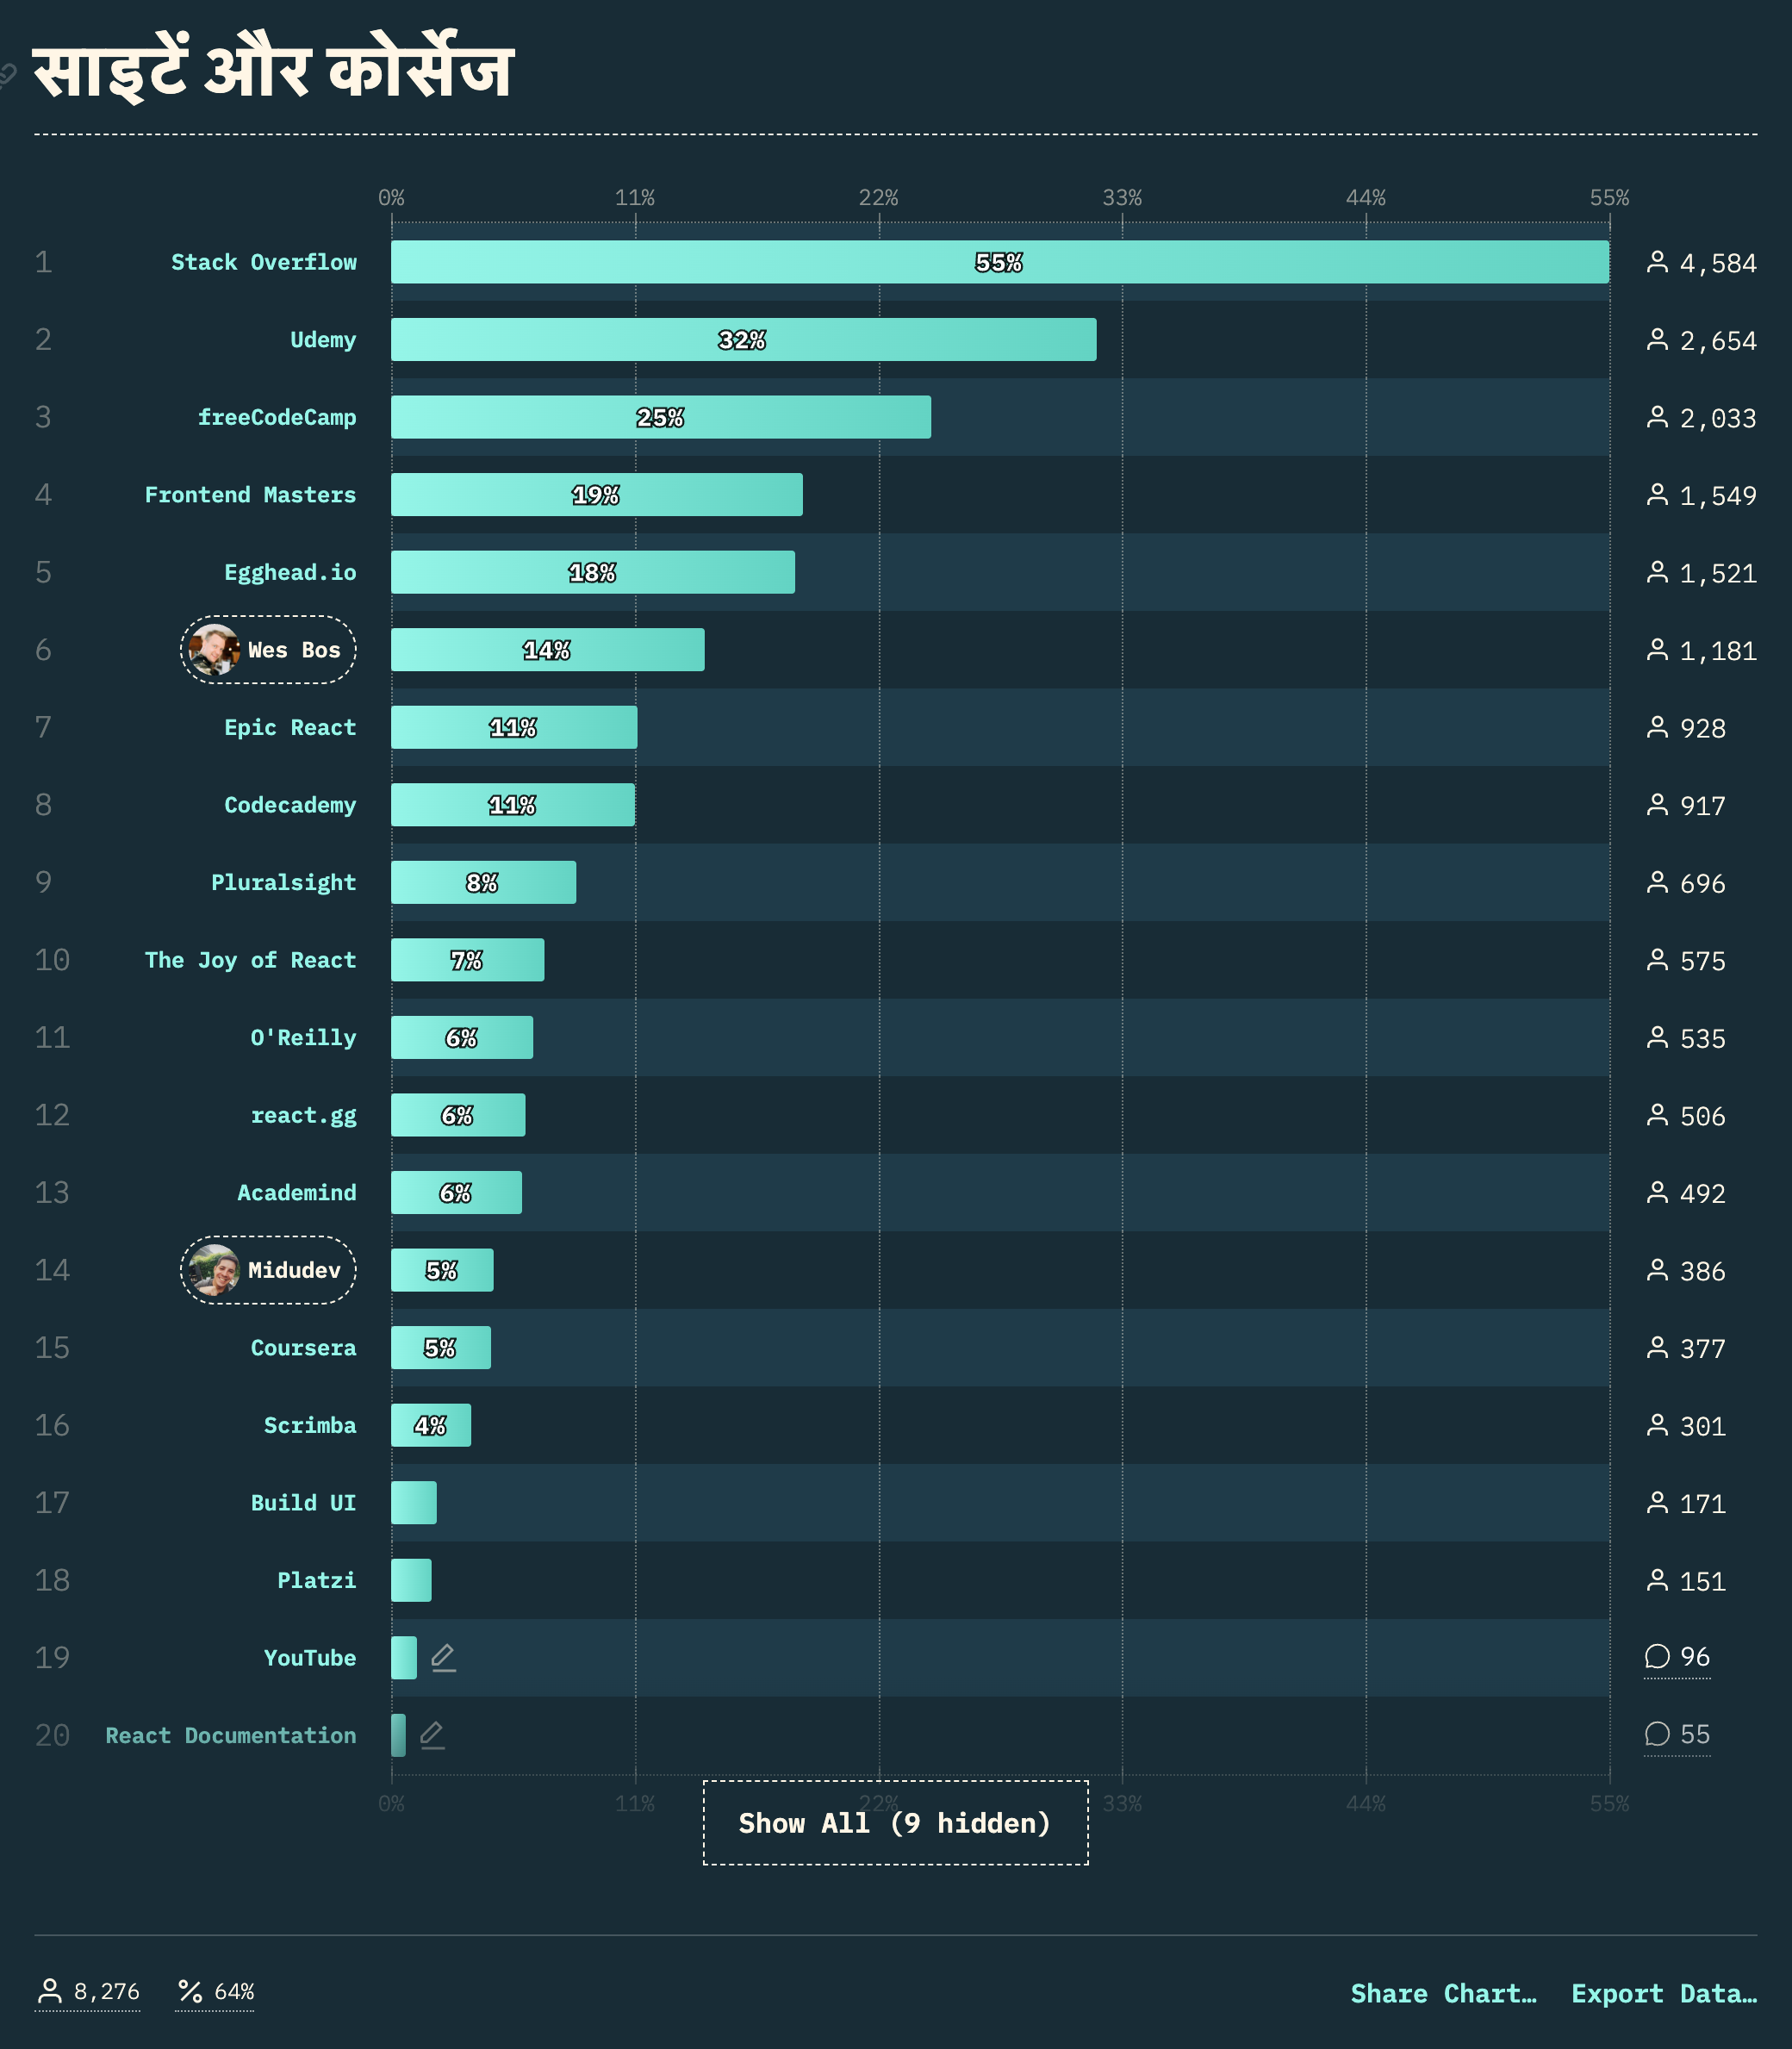 साइटें और कोर्सेज
0% 11% 22% 33% 44% 55%
1 Stack Overflow 55% 4,584
2 Udemy 32% 2,654
3 freeCodeCamp 25% 2,033
4 Frontend Masters 19% 1,549
5 Egghead.io 18% 1,521
6 Wes Bos 14% 1,181
7 Epic React 11% 928
8 Codecademy 11% 917
9 Pluralsight 8% 696
10 The Joy of React 7% 575
11 O'Reilly 6% 535
12 react.gg 6% 506
13 Academind 6% 492
14 Midudev 5% 386
15 Coursera 5% 377
16 Scrimba 4% 301
17 Build UI 171
18 Platzi 151
19 YouTube 96
20 React Documentation 55
0% 11% 22% 33% 44% 55%
Show All (9 hidden)
8,276 64% Share Chart… Export Data…